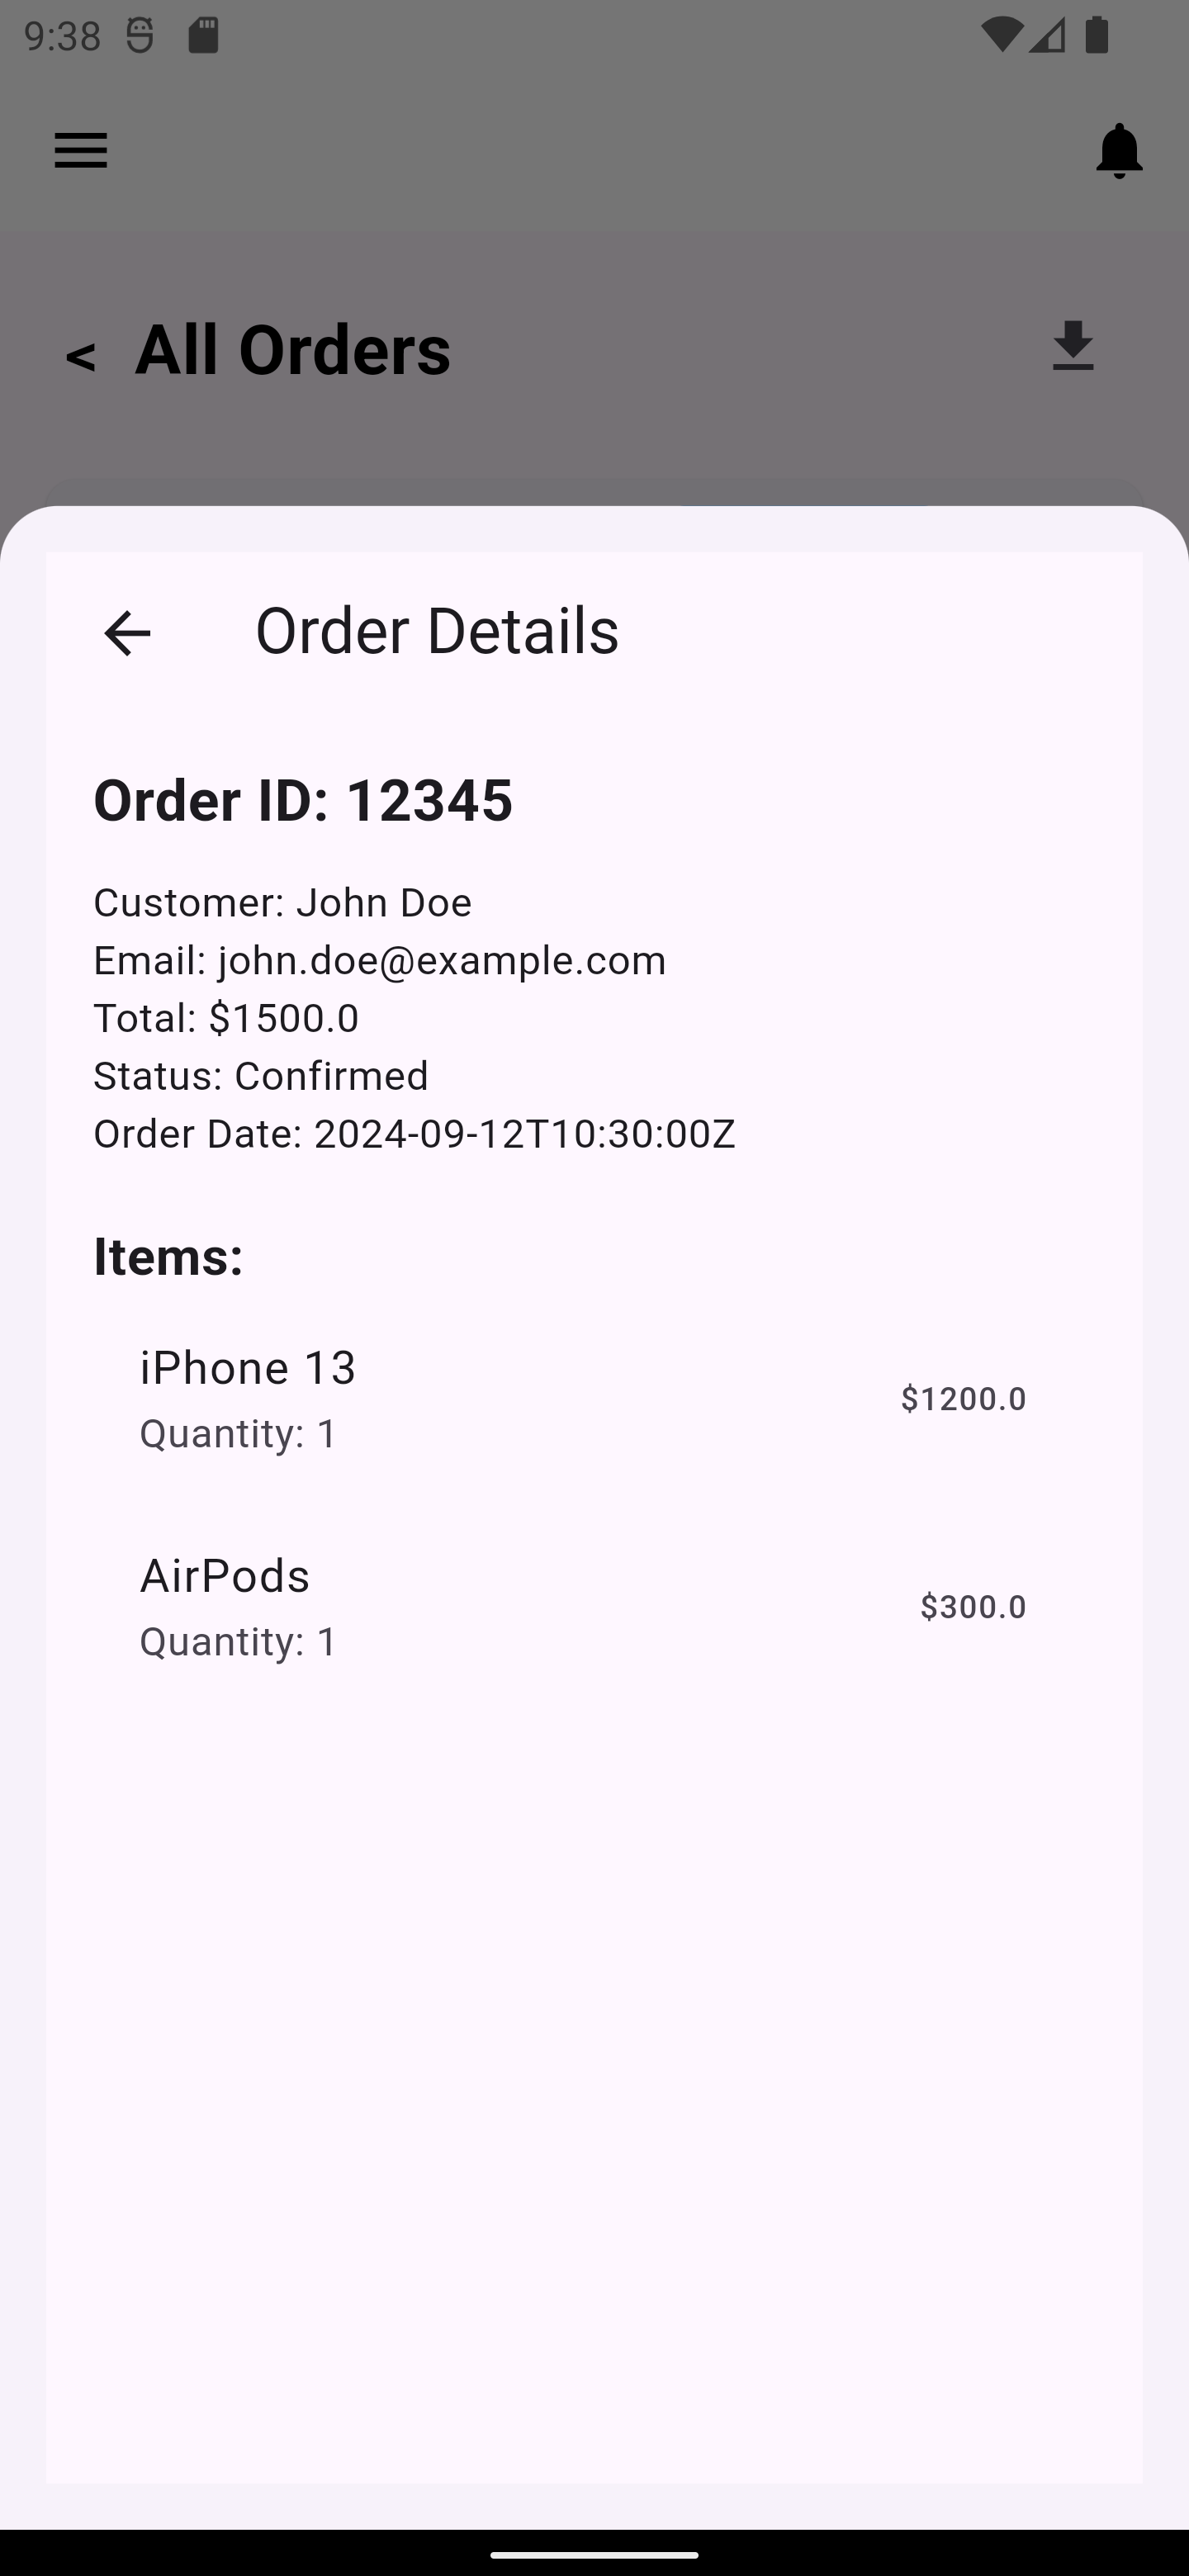 9:38
< All Orders
Order Details
Order ID: 12345
Customer: John Doe
Email: john.doe@example.com
Total: $1500.0
Status: Confirmed
Order Date: 2024-09-12T10:30:00Z
Items:
iPhone 13
$1200.0
Quantity: 1
AirPods
$300.0
Quantity: 1